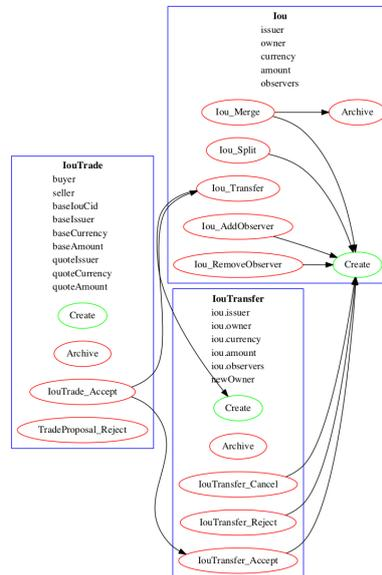 Iou
issuer
owner
currency
amount
observers
Iou_Merge
Archive
Iou_Split
Iou_Transfer
Iou_AddObserver
Iou_RemoveObserver
Create
IouTrade
buyer
seller
baseIouCid
baseIssuer
baseCurrency
baseAmount
quoteIssuer
quoteCurrency
quoteAmount
Create
Archive
IouTrade_Accept
TradeProposal_Reject
IouTransfer
iou.issuer
iou.owner
iou.currency
iou.amount
iou.observers
newOwner
Create
Archive
IouTransfer_Cancel
IouTransfer_Reject
IouTransfer_Accept